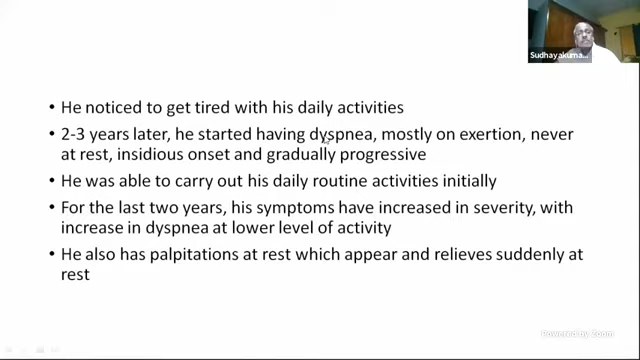 Sudhayakuma...
• He noticed to get tired with his daily activities
• 2-3 years later, he started having dyspnea, mostly on exertion, never
at rest, insidious onset and gradually progressive
• He was able to carry out his daily routine activities initially
• For the last two years, his symptoms have increased in severity, with
increase in dyspnea at lower level of activity
• He also has palpitations at rest which appear and relieves suddenly at
rest
Powered by Zoom